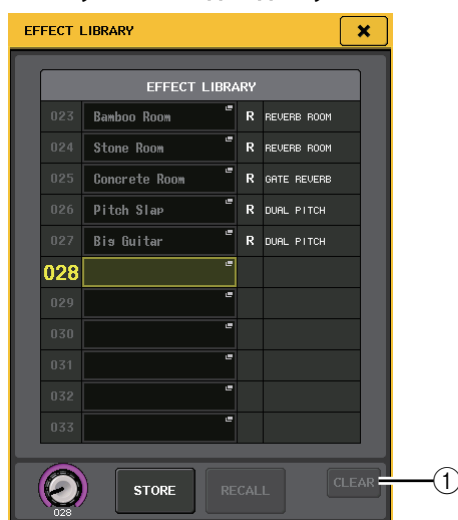 EFFECT LIBRARY
EFFECT LIBRARY
023 Bamboo Room R REVERB ROOM
024 Stone Room R REVERB ROOM
025 Concrete Room R GATE REVERB
026 Pitch Slap R DUAL PITCH
027 Big Guitar R DUAL PITCH
028
029
030
031
032
033
STORE RECALL CLEAR ①
028